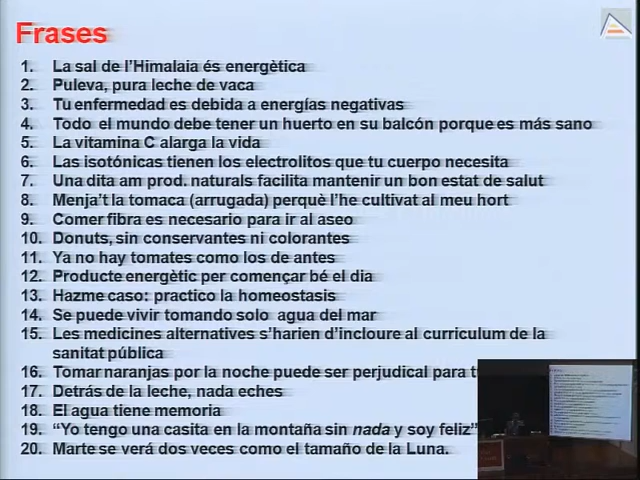 Frases
1. La sal de l'Himalaia és energètica
2. Puleva, pura leche de vaca
3. Tu enfermedad es debida a energías negativas
4. Todo el mundo debe tener un huerto en su balcón porque es más sano
5. La vitamina C alarga la vida
6. Las isotónicas tienen los electrolitos que tu cuerpo necesita
7. Una dita am prod. naturals facilita mantenir un bon estat de salut
8. Menja't la tomaca (arrugada) perquè l'he cultivat al meu hort
9. Comer fibra es necesario para ir al aseo
10. Donuts, sin conservantes ni colorantes
11. Ya no hay tomates como los de antes
12. Producte energètic per començar bé el dia
13. Hazme caso: practico la homeostasis
14. Se puede vivir tomando solo agua del mar
15. Les medicines alternatives s'harien d'incloure al curriculum de la
sanitat pública
16. Tomar naranjas por la noche puede ser perjudical para
17. Detrás de la leche, nada eches
18. El agua tiene memoria
19. "Yo tengo una casita en la montaña sin nada y soy feliz"
20. Marte se verá dos veces como el tamaño de la Luna.